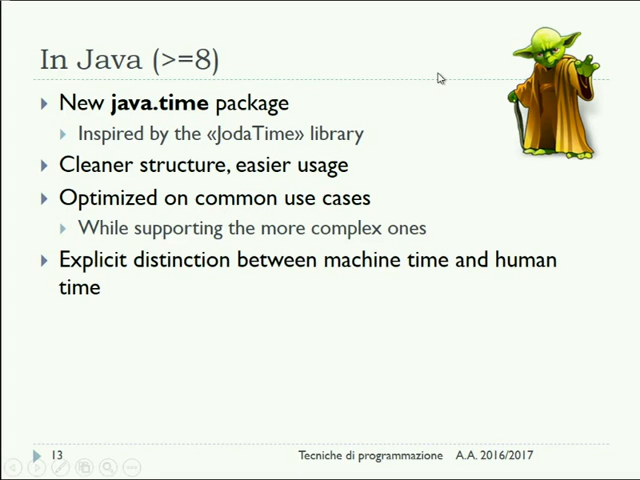 In Java (>=8)
New java.time package
Inspired by the «JodaTime» library
Cleaner structure, easier usage
Optimized on common use cases
While supporting the more complex ones
Explicit distinction between machine time and human
time
13
Tecniche di programmazione A.A. 2016/2017